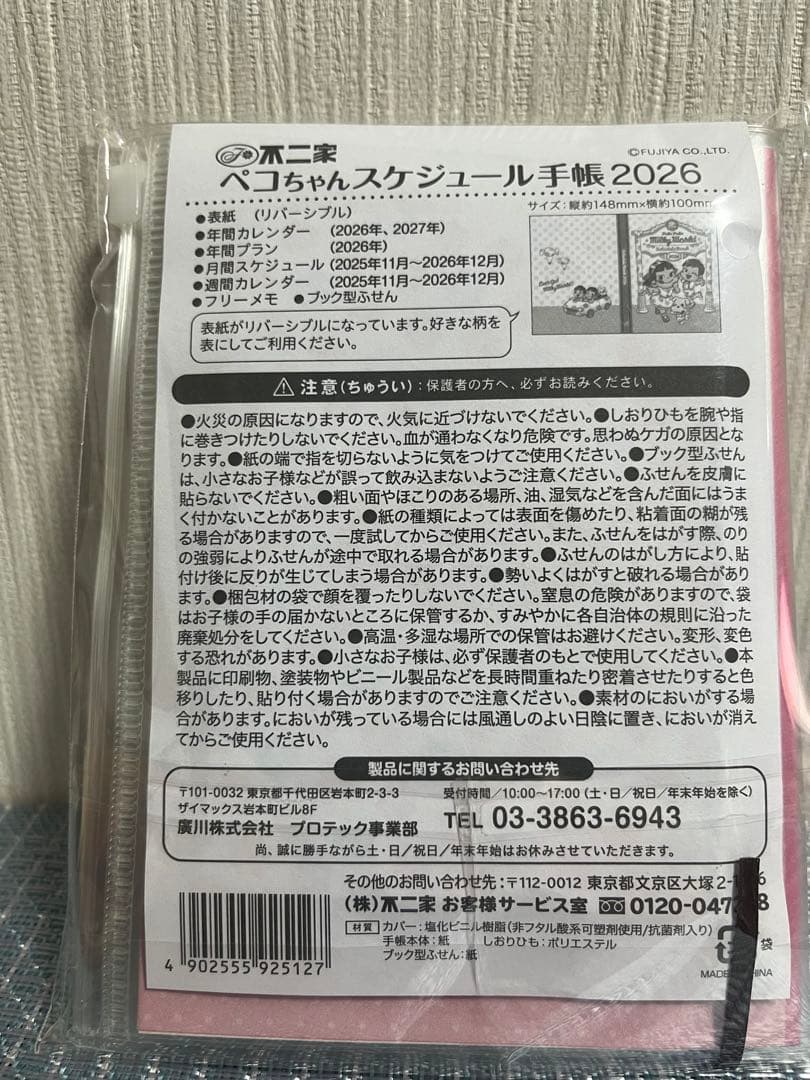 不二家
©FUJIYA CO.,LTD.
ペコちゃんスケジュール手帳2026
サイズ：縦約148mm×横約100mm
●表紙 （リバーシブル）
●年間カレンダー （2026年、2027年）
●年間プラン （2026年）
●月間スケジュール（2025年11月～2026年12月）
●週間カレンダー （2025年11月～2026年12月）
●フリーメモ ●ブック型ふせん
表紙がリバーシブルになっています。好きな柄を
表にしてご利用ください。
Milky World
⚠ 注意（ちゅうい）：保護者の方へ、必ずお読みください。
●火災の原因になりますので、火気に近づけないでください。●しおりひもを腕や指
に巻きつけたりしないでください。血が通わなくなり危険です。思わぬケガの原因とな
ります。●紙の端で指を切らないように気をつけてご使用ください。●ブック型ふせん
は、小さなお子様などが誤って飲み込まないようご注意ください。●ふせんを皮膚に
貼らないでください。●粗い面やほこりのある場所、油、湿気などを含んだ面にはうま
く付かないことがあります。●紙の種類によっては表面を傷めたり、粘着面の糊が残
る場合がありますので、一度試してからご使用ください。また、ふせんをはがす際、のり
の強弱によりふせんが途中で取れる場合があります。●ふせんのはがし方により、貼
付け後に反りが生じてしまう場合があります。●勢いよくはがすと破れる場合があり
ます。●梱包材の袋で顔を覆ったりしないでください。窒息の危険がありますので、袋
はお子様の手の届かないところに保管するか、すみやかに各自治体の規則に沿った
廃棄処分をしてください。●高温・多湿な場所での保管はお避けください。変形、変色
する恐れがあります。●小さなお子様は、必ず保護者のもとで使用してください。●本
製品に印刷物、塗装物やビニール製品などを長時間重ねたり密着させたりすると色
移りしたり、貼り付く場合がありますのでご注意ください。●素材のにおいがする場
合があります。においが残っている場合には風通しのよい日陰に置き、においが消え
てからご使用ください。
製品に関するお問い合わせ先
〒101-0032 東京都千代田区岩本町2-3-3
ザイマックス岩本町ビル8F
廣川株式会社 プロテック事業部
受付時間／10:00～17:00（土・日／祝日／年末年始を除く）
TEL 03-3863-6943
尚、誠に勝手ながら土・日／祝日／年末年始はお休みさせていただきます。
その他のお問い合わせ先：〒112-0012 東京都文京区大塚2-1 6
（株）不二家 お客様サービス室 0120-047 8
材質 カバー：塩化ビニル樹脂（非フタル酸系可塑剤使用/抗菌剤入り）
手帳本体：紙 しおりひも：ポリエステル
ブック型ふせん：紙
袋
MADE CHINA
4 902555 925127